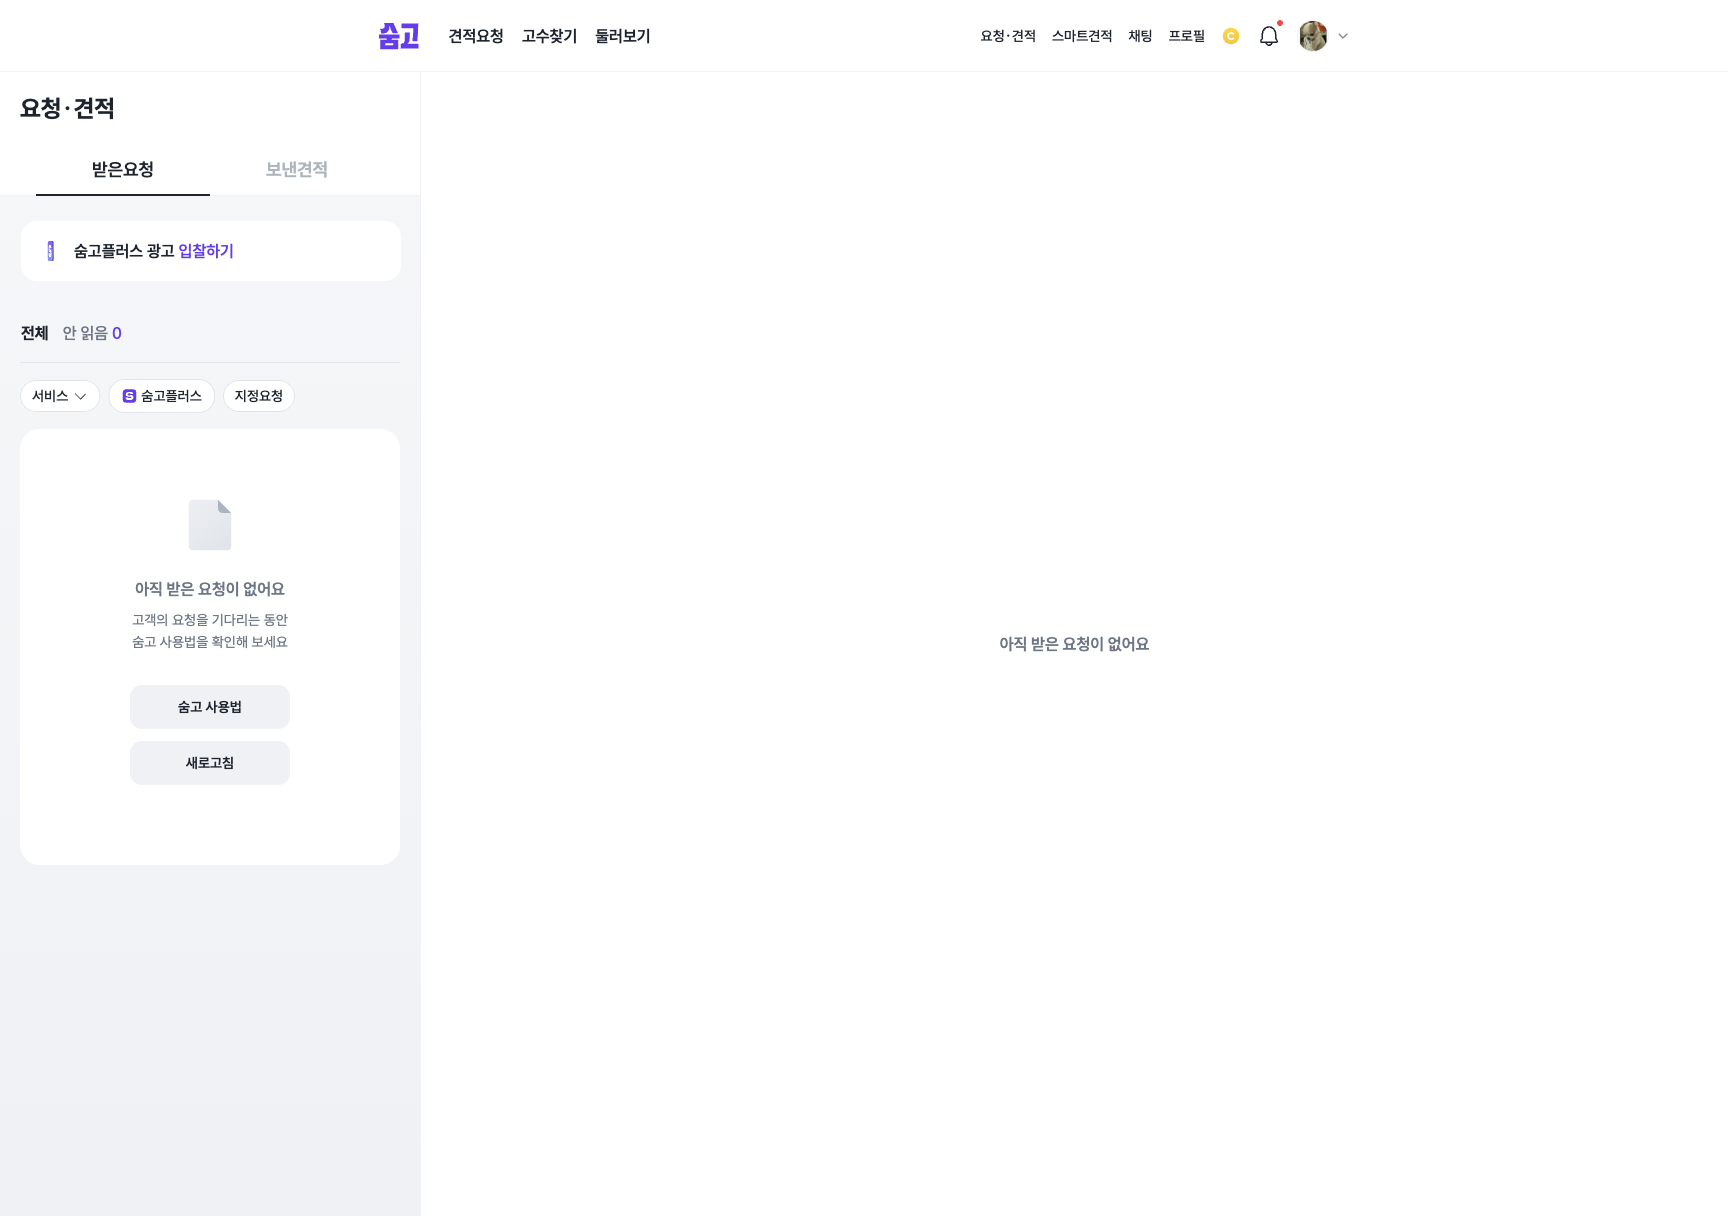 숨고
견적요청 고수찾기 둘러보기
요청·견적 스마트견적 채팅 프로필 C
요청·견적
받은요청 보낸견적
숨고플러스 광고 입찰하기
전체 안 읽음 0
서비스 S 숨고플러스 지정요청
아직 받은 요청이 없어요
고객의 요청을 기다리는 동안
숨고 사용법을 확인해 보세요
숨고 사용법
새로고침
아직 받은 요청이 없어요